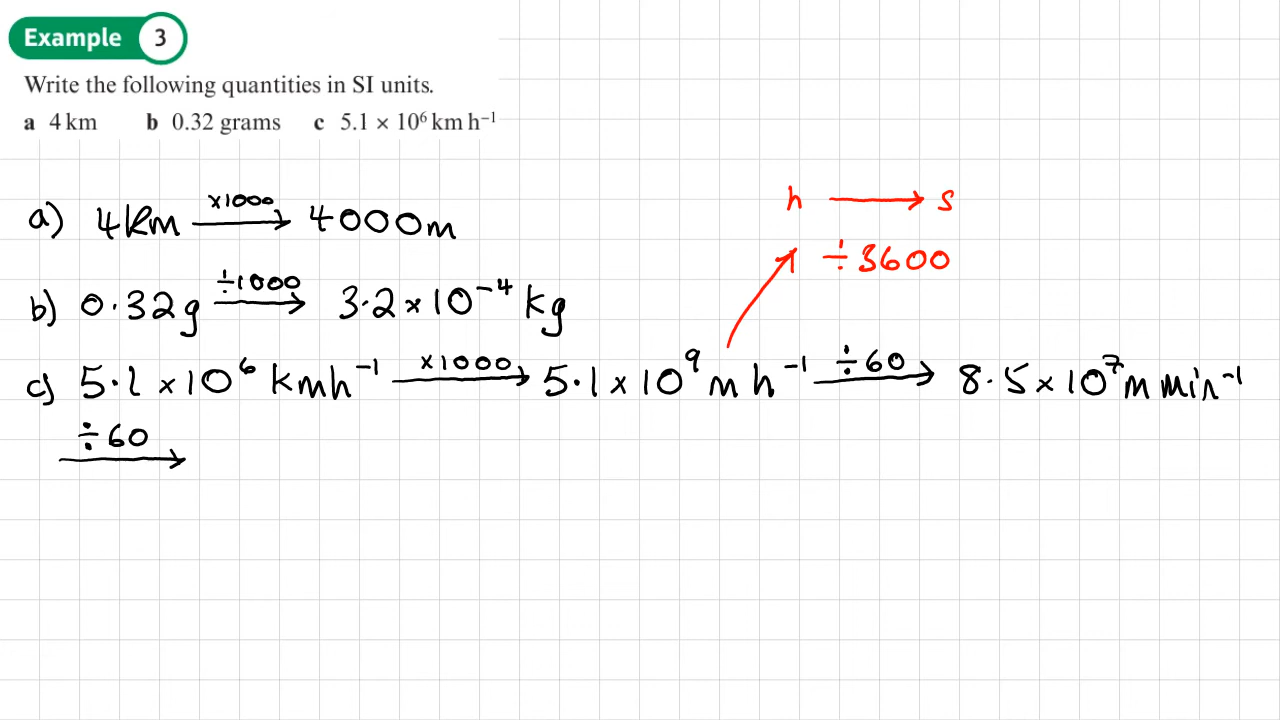 Example 3
Write the following quantities in SI units.
a 4 km b 0.32 grams c 5.1 × 10⁶ km h⁻¹
h ⟶ s
÷3600
a) 4km ×1000⟶ 4000m
b) 0.32g ÷1000⟶ 3.2×10⁻⁴ kg
c) 5.1×10⁶ kmh⁻¹ ×1000⟶ 5.1×10⁹ m h⁻¹ ÷60⟶ 8.5×10⁷ m min⁻¹
÷60⟶